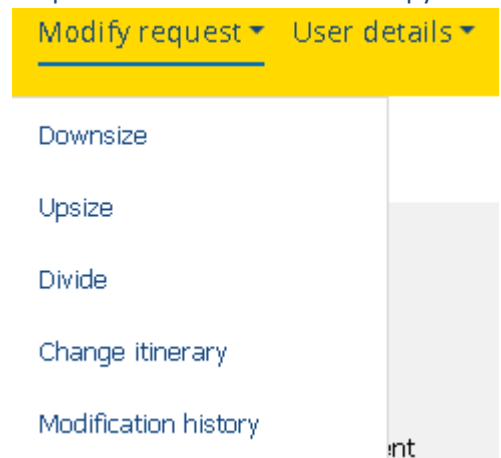 Modify request User details
Downsize
Upsize
Divide
Change itinerary
Modification history